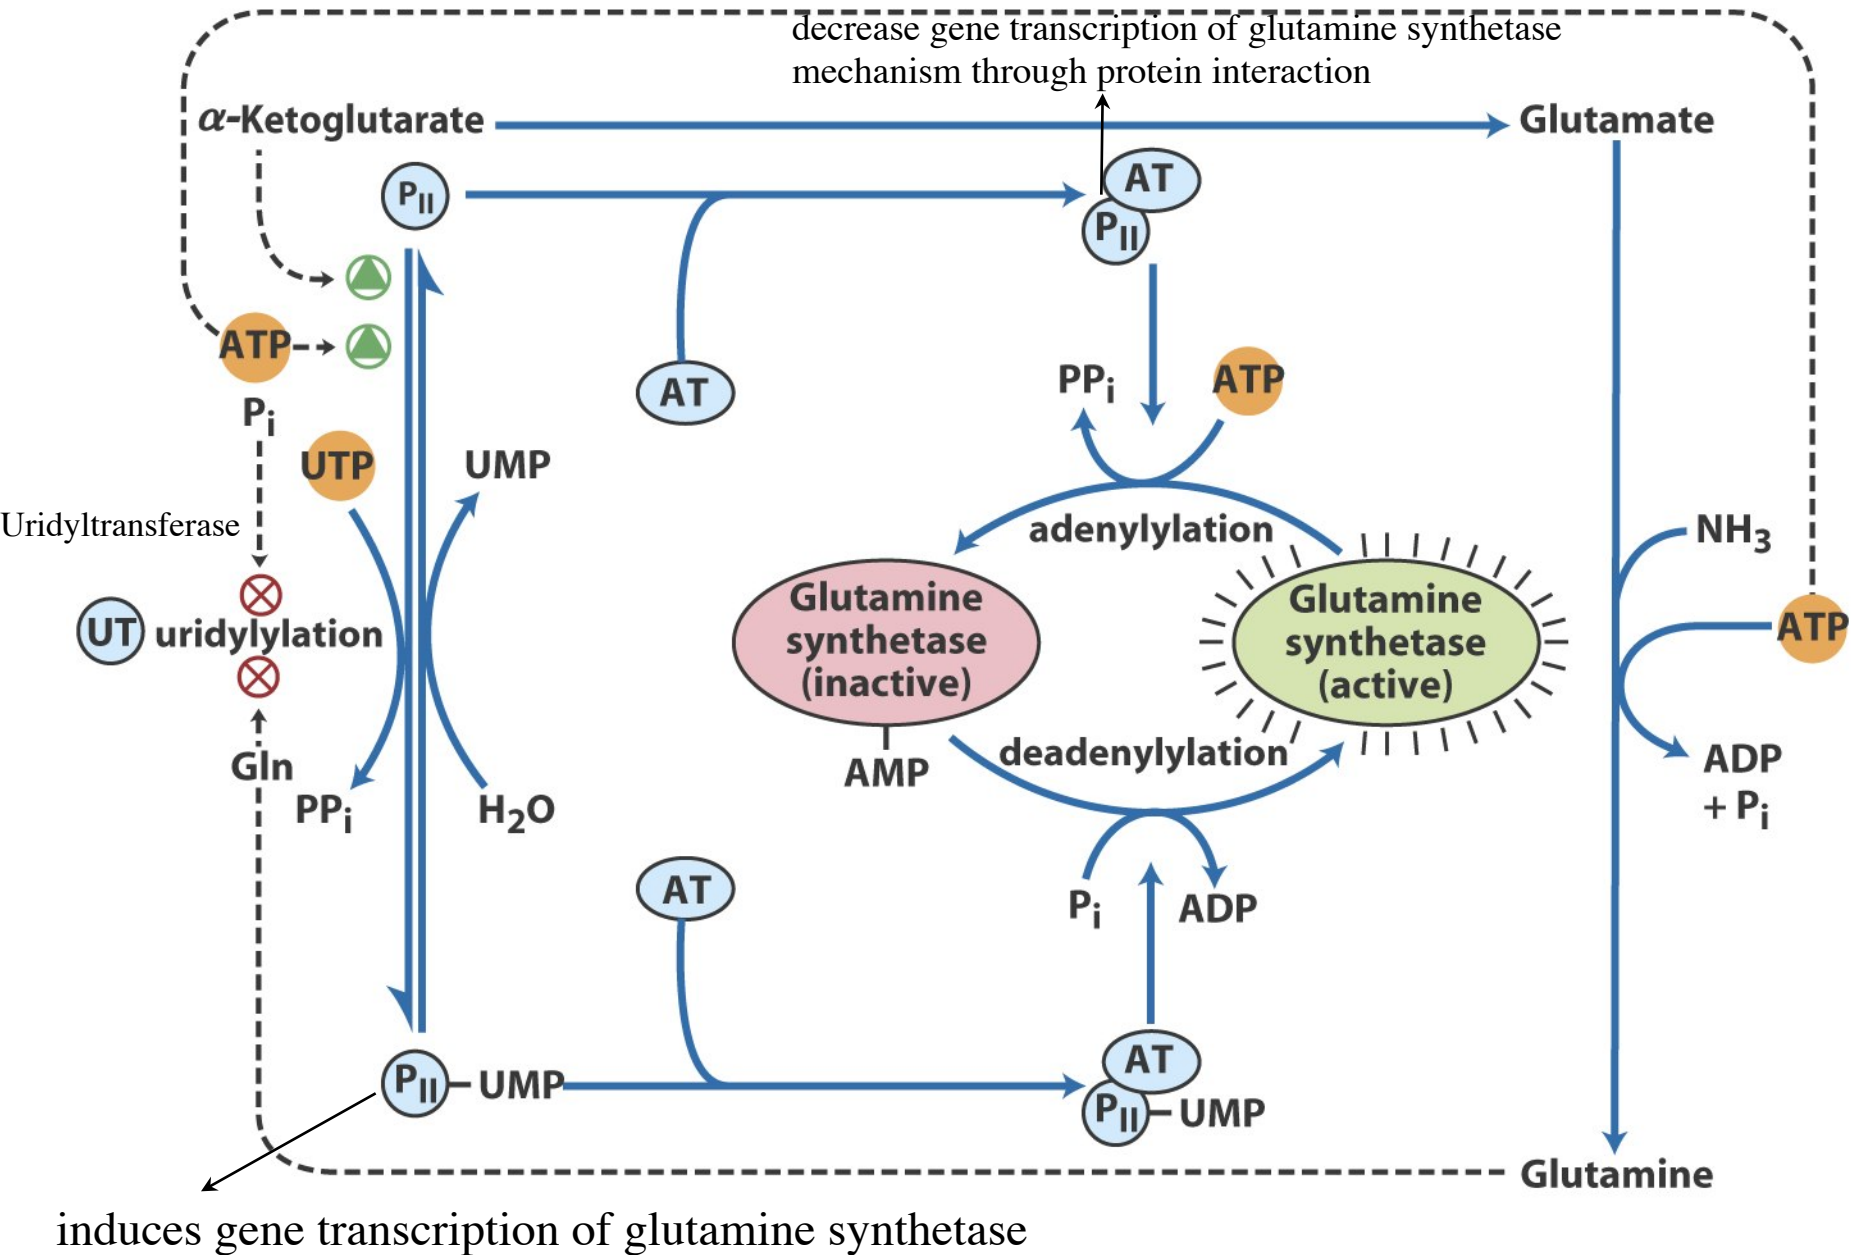 decrease gene transcription of glutamine synthetase
mechanism through protein interaction
α-Ketoglutarate
Glutamate
PII
AT
PII
ATP
AT
PPi
ATP
Pi
UTP
UMP
Uridyltransferase
adenylylation
NH3
UT
uridylylation
Glutamine
synthetase
(inactive)
Glutamine
synthetase
(active)
ATP
AMP
deadenylylation
ADP
+ Pi
Gln
PPi
H2O
AT
Pi
ADP
PII
UMP
AT
PII
UMP
Glutamine
induces gene transcription of glutamine synthetase